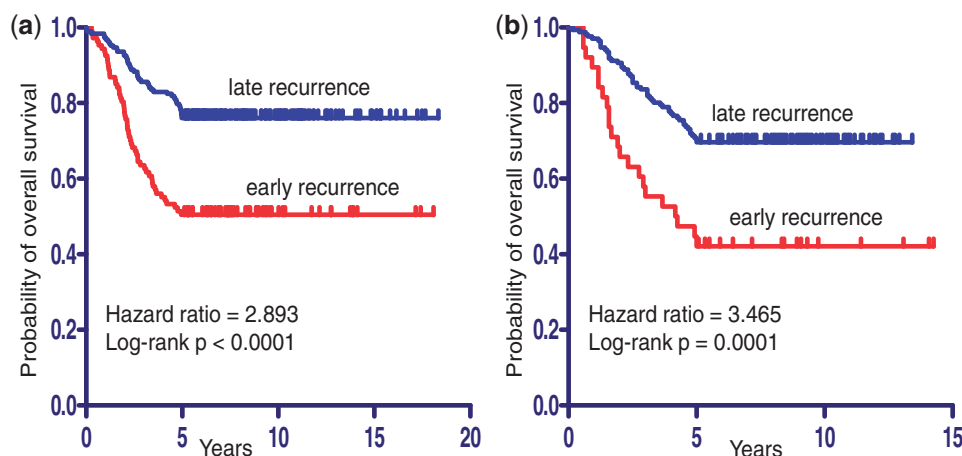 (a)
Probability of overall survival
1.0
0.8
0.6
0.4
0.2
0.0
late recurrence
early recurrence
Hazard ratio = 2.893
Log-rank p < 0.0001
0 5 10 15 20
Years
(b)
Probability of overall survival
1.0
0.8
0.6
0.4
0.2
0.0
late recurrence
early recurrence
Hazard ratio = 3.465
Log-rank p = 0.0001
0 5 10 15
Years